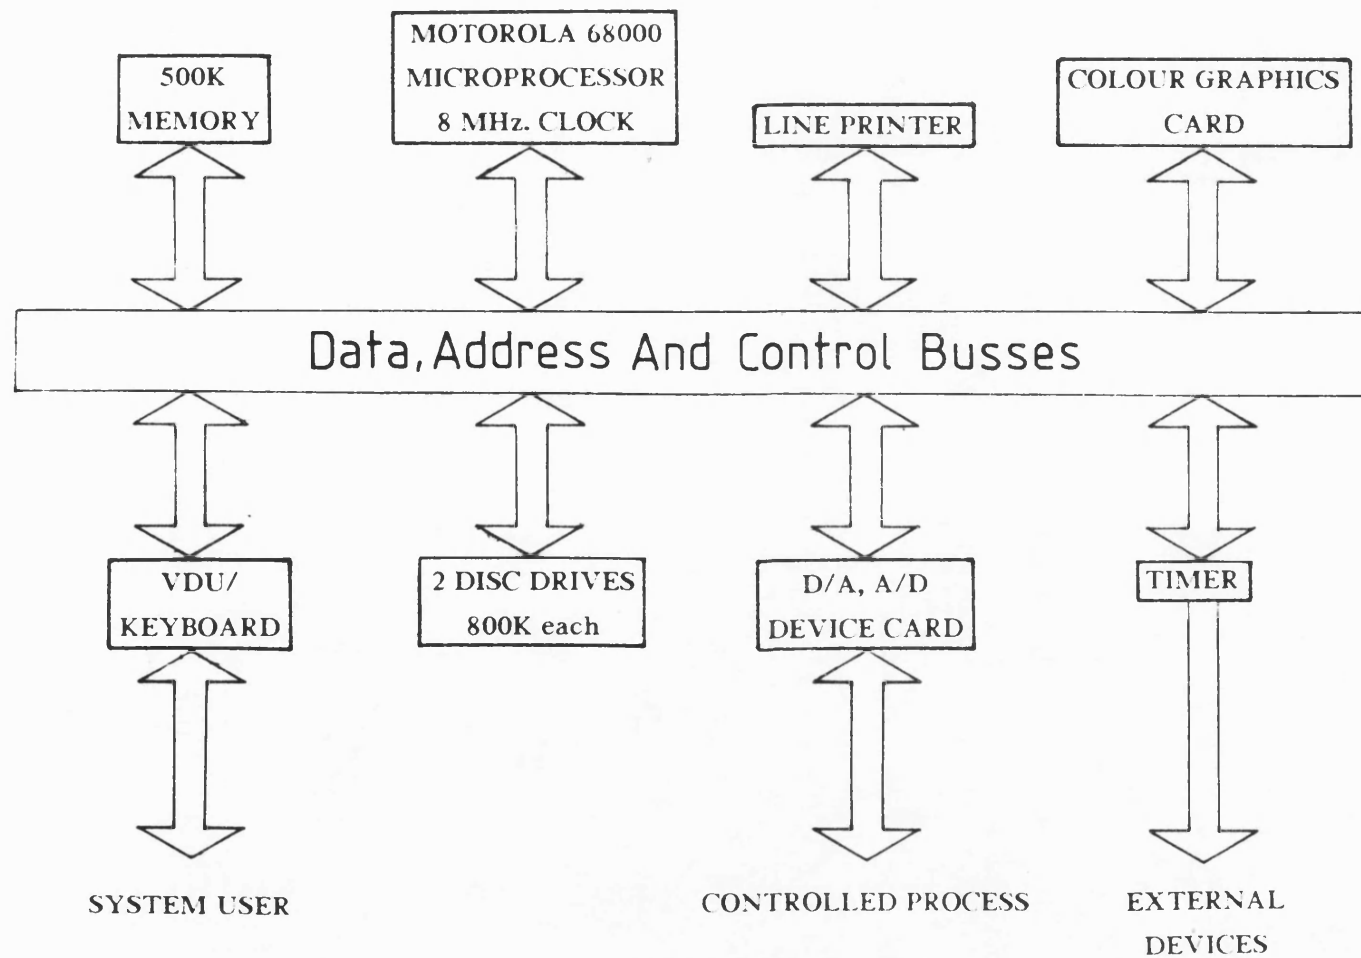 500K
MEMORY
MOTOROLA 68000
MICROPROCESSOR
8 MHz. CLOCK
LINE PRINTER
COLOUR GRAPHICS
CARD
Data, Address And Control Busses
VDU/
KEYBOARD
2 DISC DRIVES
800K each
D/A, A/D
DEVICE CARD
TIMER
SYSTEM USER
CONTROLLED PROCESS
EXTERNAL
DEVICES